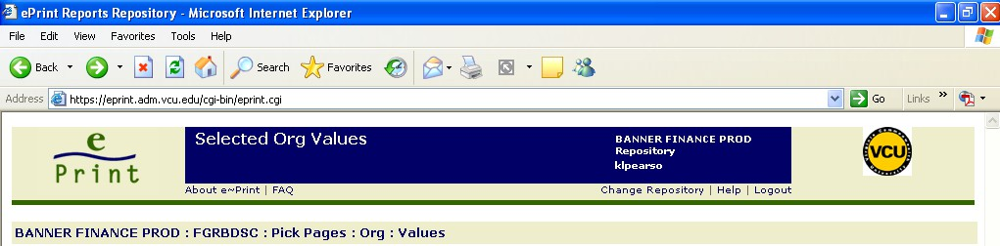 ePrint Reports Repository - Microsoft Internet Explorer
File Edit View Favorites Tools Help
Back Search Favorites
Address https://eprint.adm.vcu.edu/cgi-bin/eprint.cgi Go Links »
e Print
Selected Org Values
BANNER FINANCE PROD
Repository
klpearso
VCU
About e~Print | FAQ Change Repository | Help | Logout
BANNER FINANCE PROD : FGRBDSC : Pick Pages : Org : Values